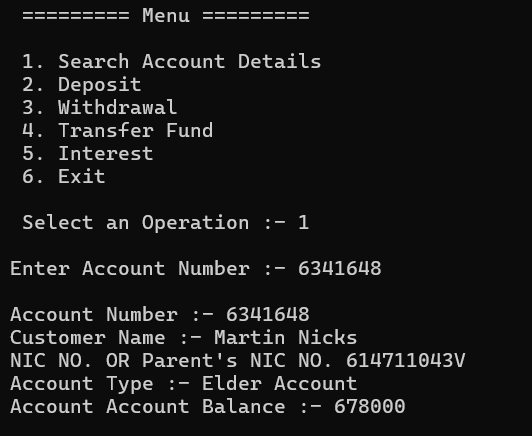 ========= Menu =========
1. Search Account Details
2. Deposit
3. Withdrawal
4. Transfer Fund
5. Interest
6. Exit
Select an Operation :- 1
Enter Account Number :- 6341648
Account Number :- 6341648
Customer Name :- Martin Nicks
NIC NO. OR Parent's NIC NO. 614711043V
Account Type :- Elder Account
Account Account Balance :- 678000